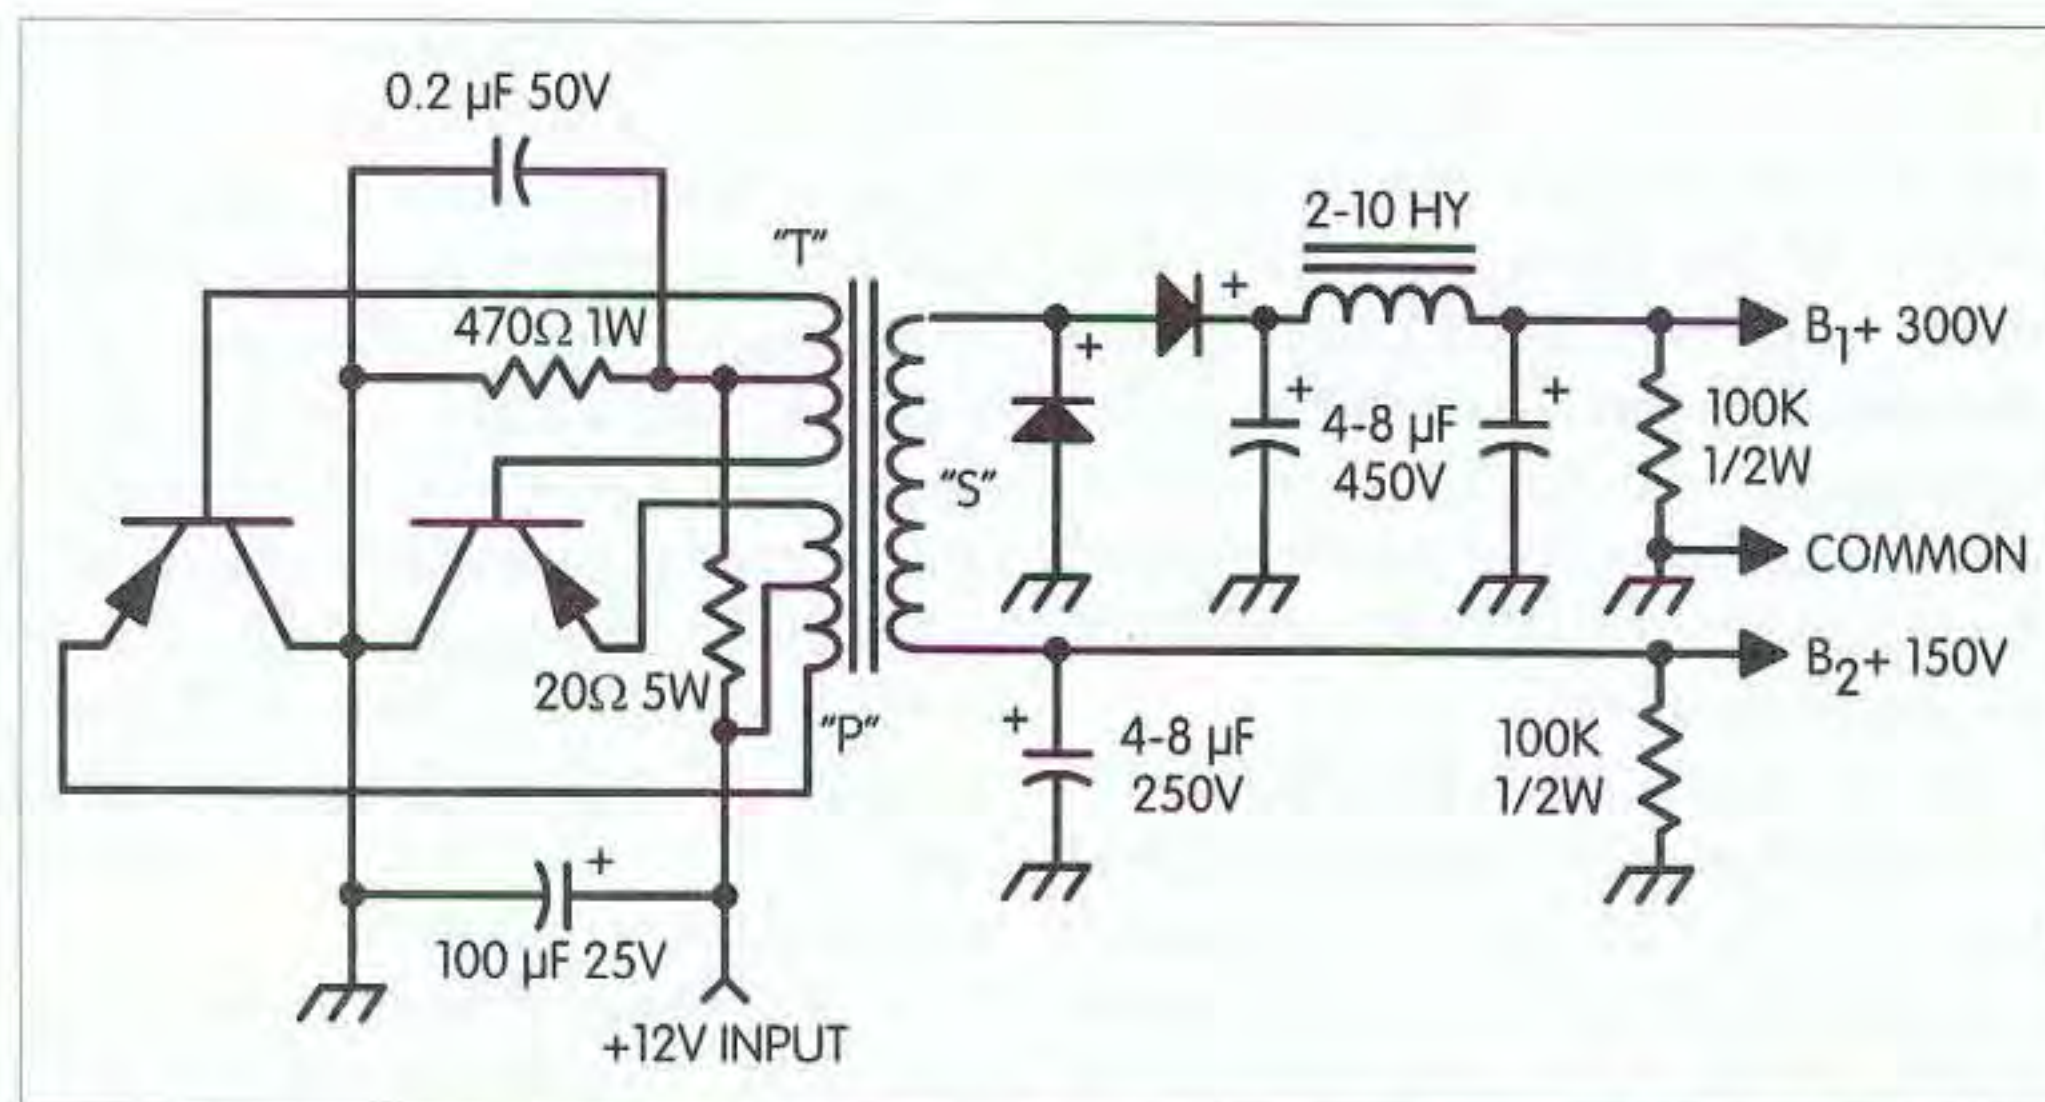 0.2 µF 50V
"T"
470Ω 1W
2-10 HY
+
+
B1+ 300V
+
4-8 µF
450V
+
100K
1/2W
"S"
COMMON
20Ω 5W
"P"
B2+ 150V
+
4-8 µF
250V
100K
1/2W
+
100 µF 25V
+12V INPUT